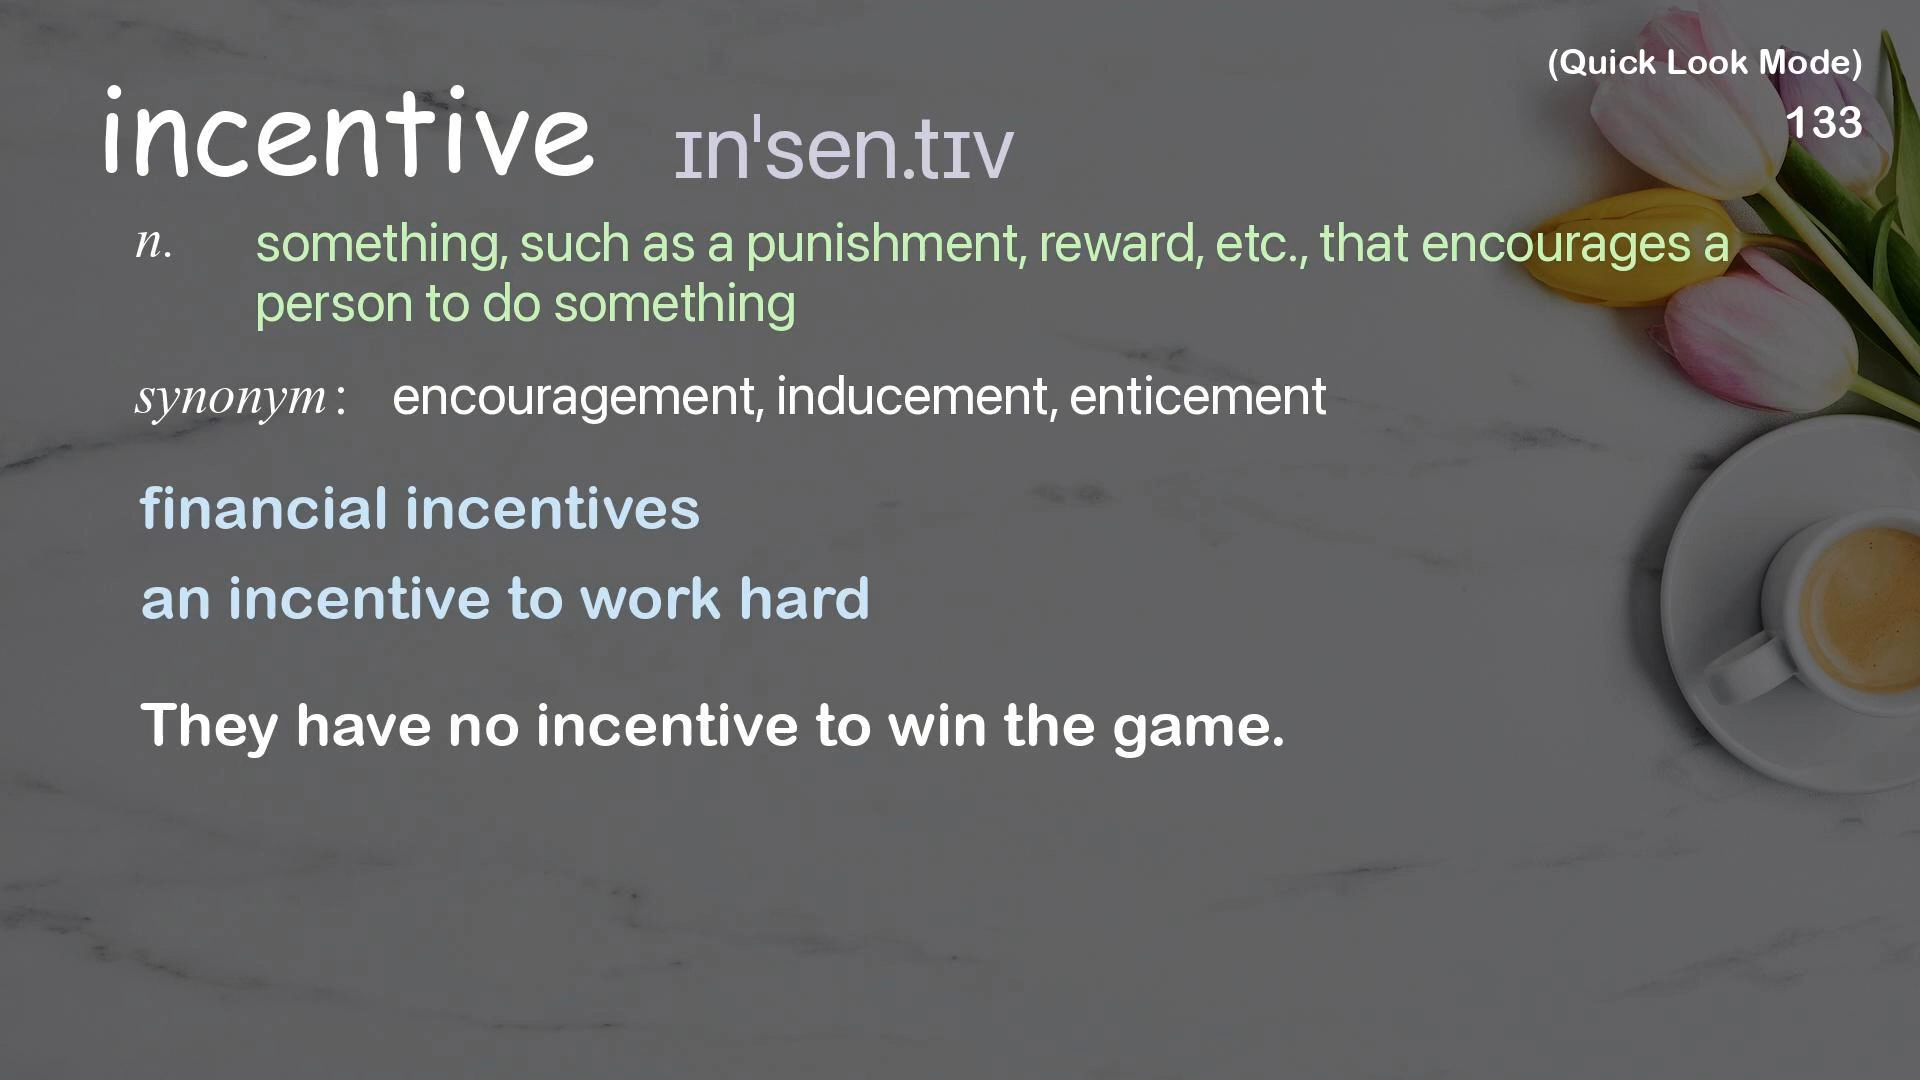 (Quick Look Mode)
133
incentive ɪnˈsen.tɪv
n. something, such as a punishment, reward, etc., that encourages a
person to do something
synonym: encouragement, inducement, enticement
financial incentives
an incentive to work hard
They have no incentive to win the game.